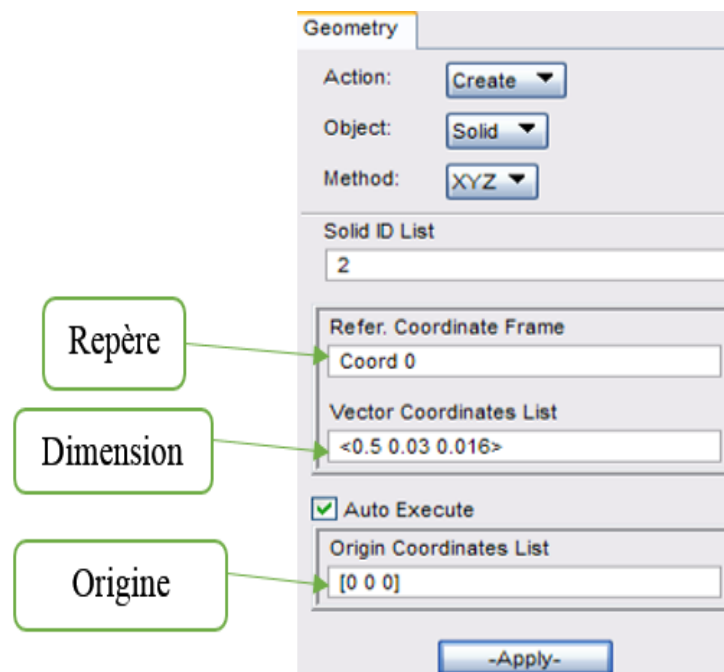 Geometry
Action: Create
Object: Solid
Method: XYZ
Solid ID List
2
Repère
Refer. Coordinate Frame
Coord 0
Dimension
Vector Coordinates List
<0.5 0.03 0.016>
Auto Execute
Origine
Origin Coordinates List
[0 0 0]
-Apply-